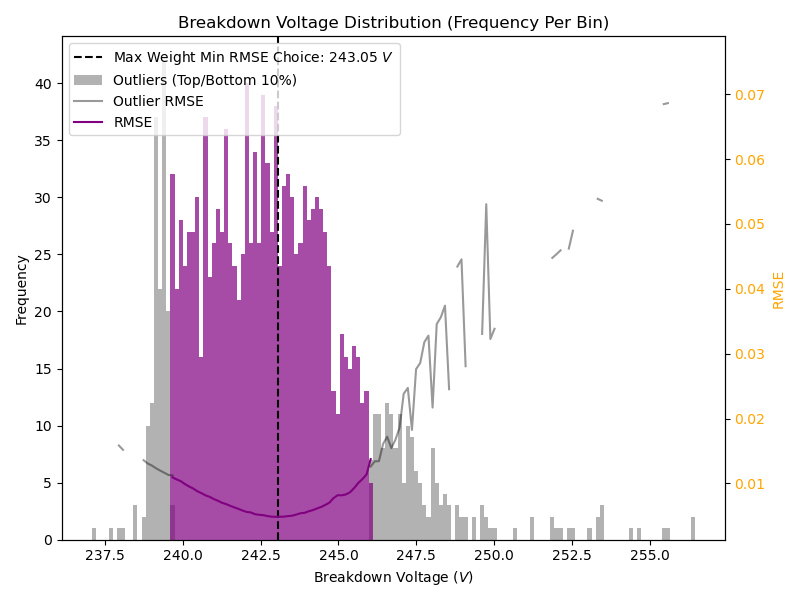 Breakdown Voltage Distribution (Frequency Per Bin)
Max Weight Min RMSE Choice: 243.05 V
Outliers (Top/Bottom 10%)
Outlier RMSE
RMSE
40
35
30
25
20
15
10
5
0
Frequency
0.07
0.06
0.05
0.04
0.03
0.02
0.01
RMSE
237.5 240.0 242.5 245.0 247.5 250.0 252.5 255.0
Breakdown Voltage (V)